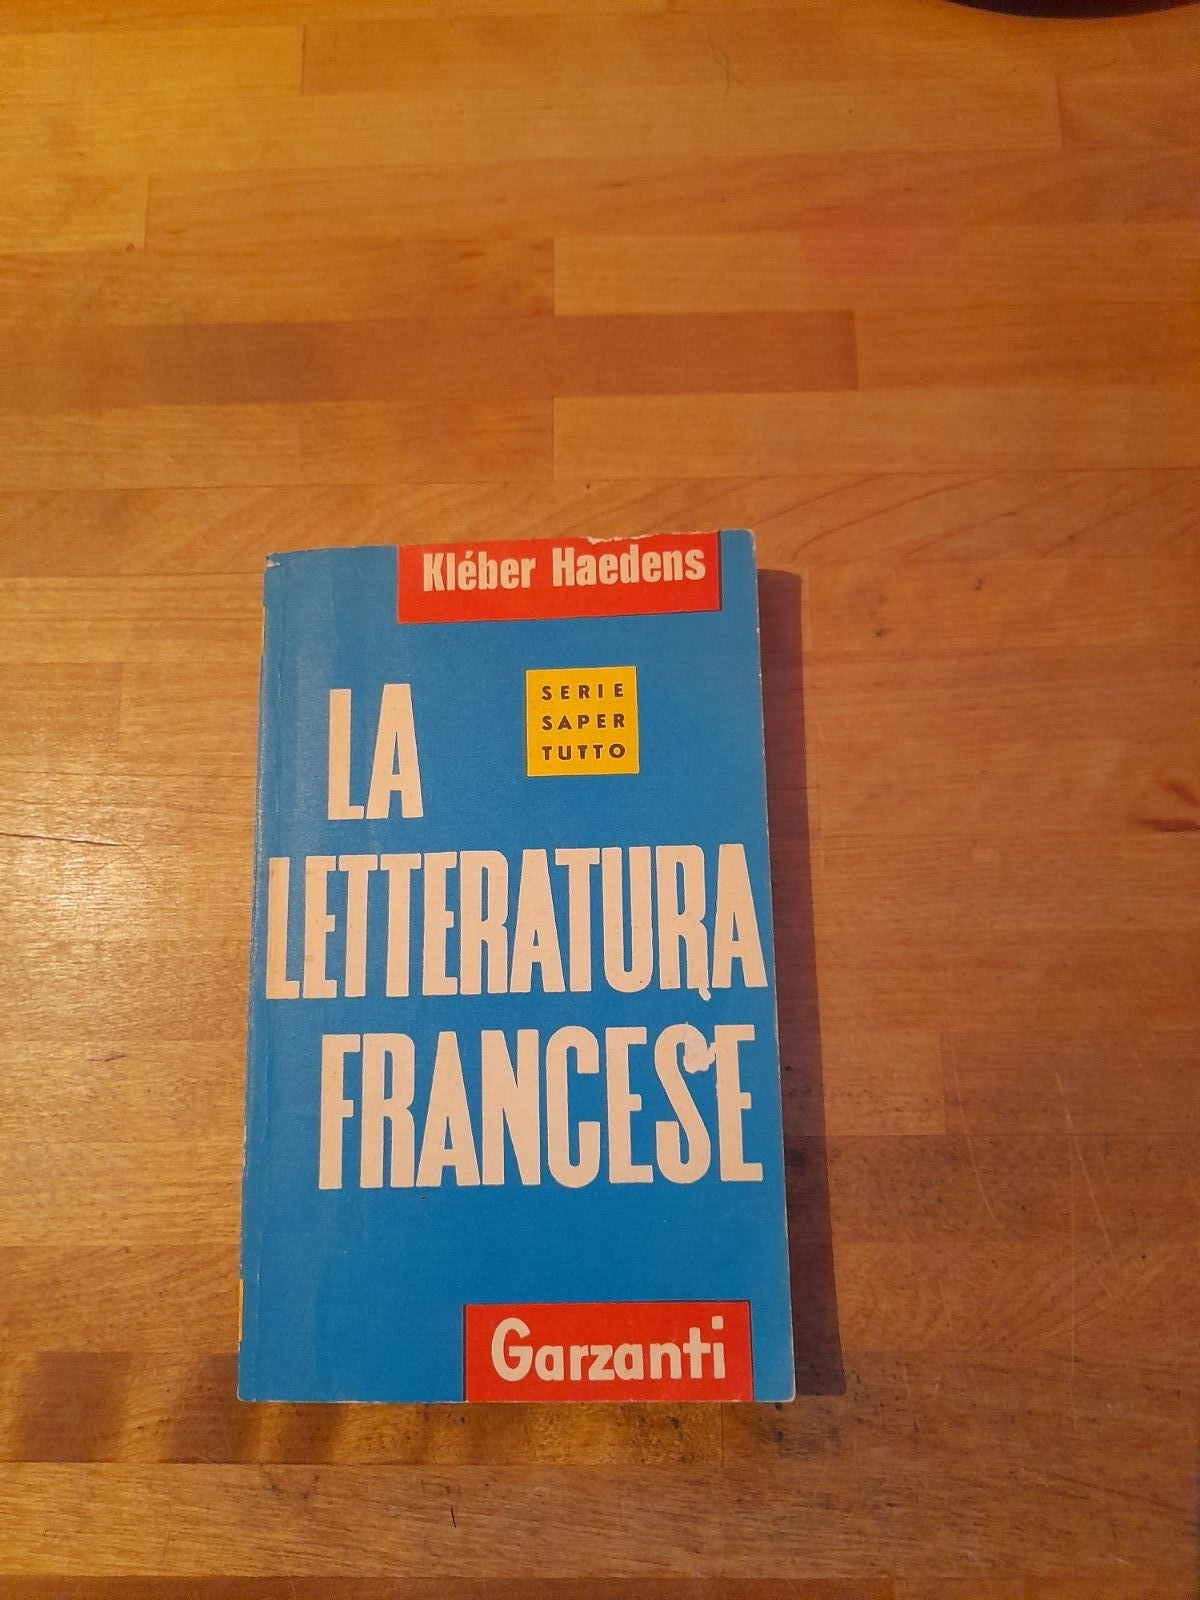 Kléber Haedens
SERIE
SAPER
TUTTO
LA
LETTERATURA
FRANCESE
Garzanti